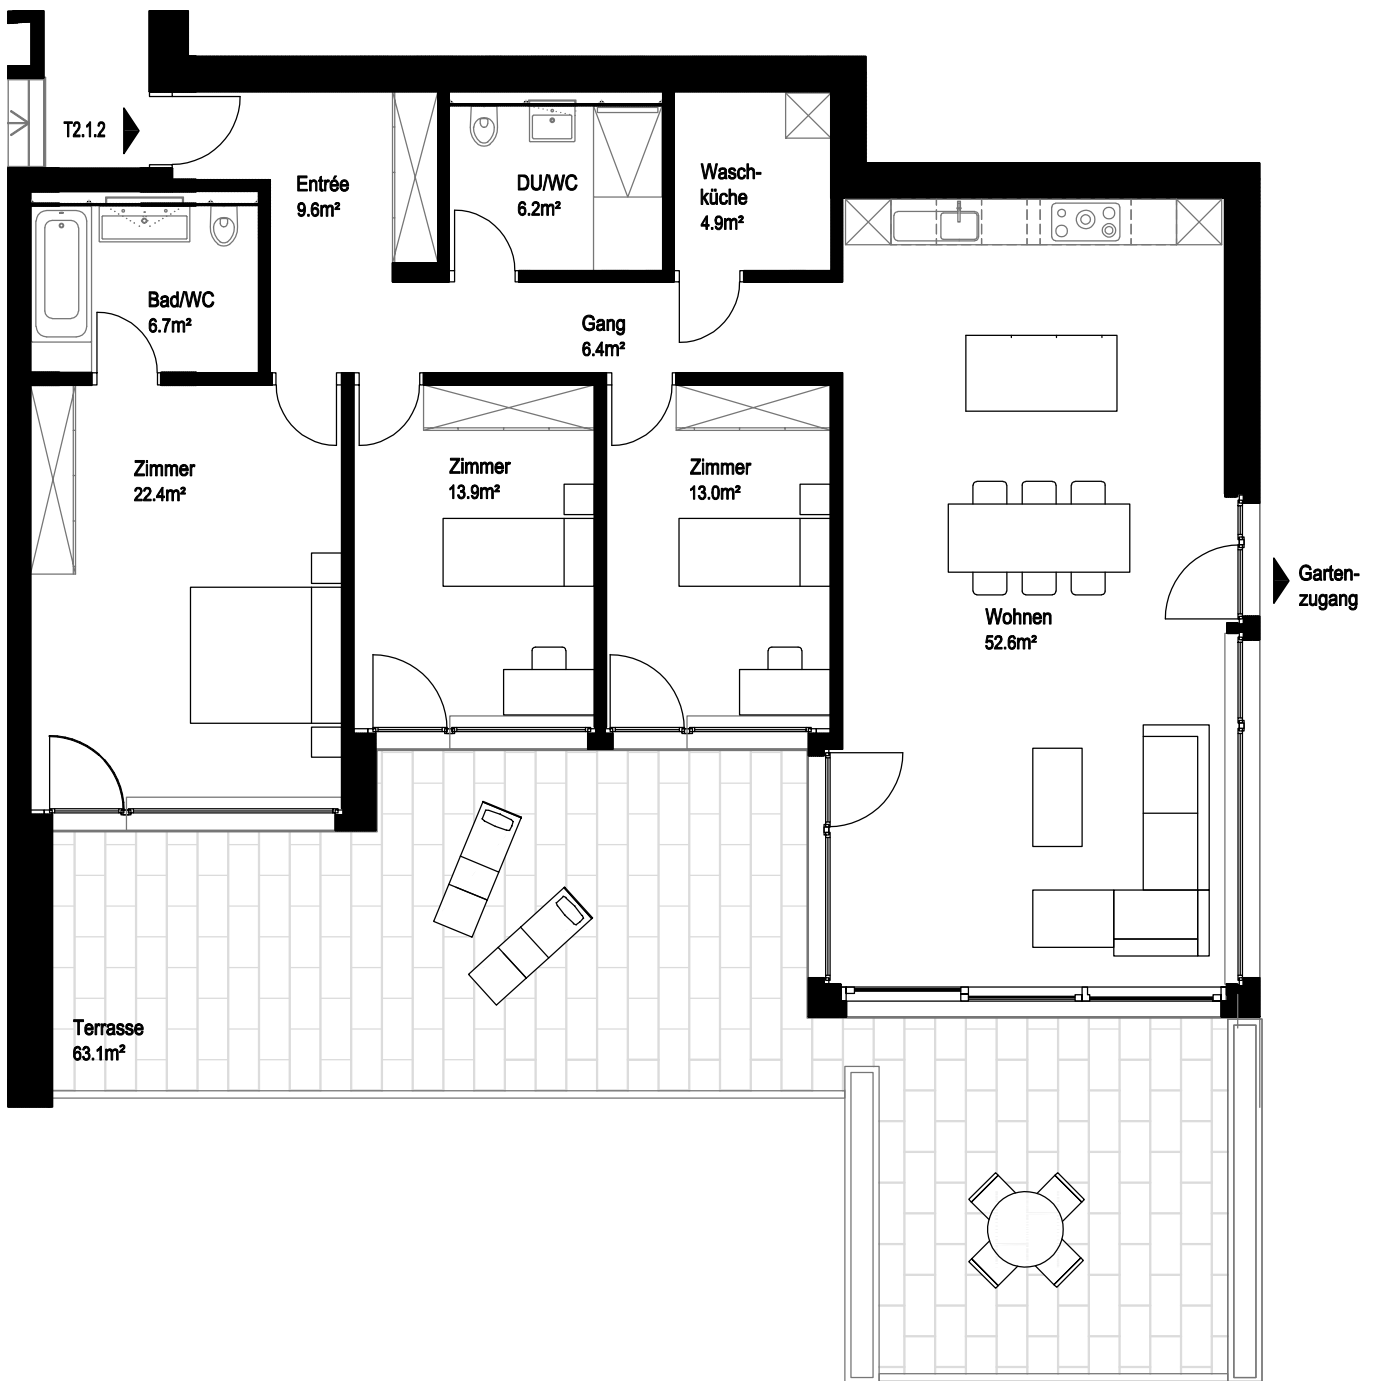 T2.1.2
Entrée
9.6m²
DU/WC
6.2m²
Wasch-
küche
4.9m²
Bad/WC
6.7m²
Gang
6.4m²
Zimmer
22.4m²
Zimmer
13.9m²
Zimmer
13.0m²
Wohnen
52.6m²
Garten-
zugang
Terrasse
63.1m²